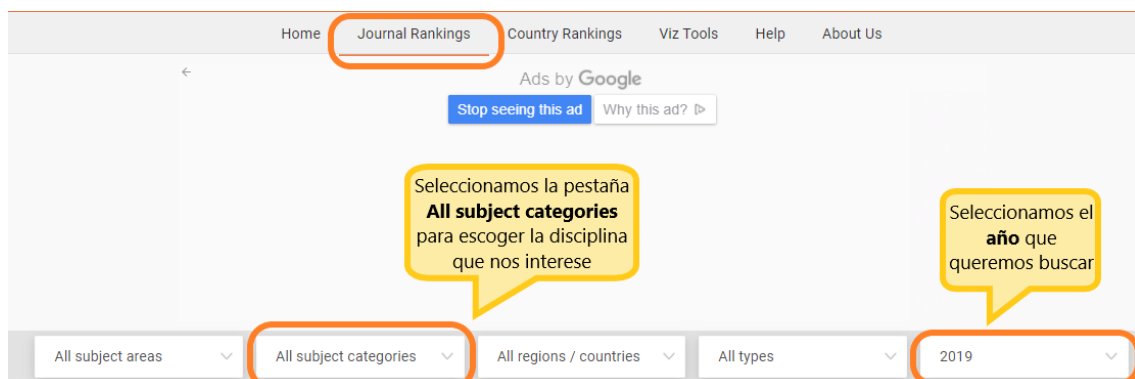 Home Journal Rankings Country Rankings Viz Tools Help About Us
Ads by Google
Stop seeing this ad Why this ad?
Seleccionamos la pestaña
All subject categories
para escoger la disciplina
que nos interese
Seleccionamos el
año que
queremos buscar
All subject areas All subject categories All regions / countries All types 2019